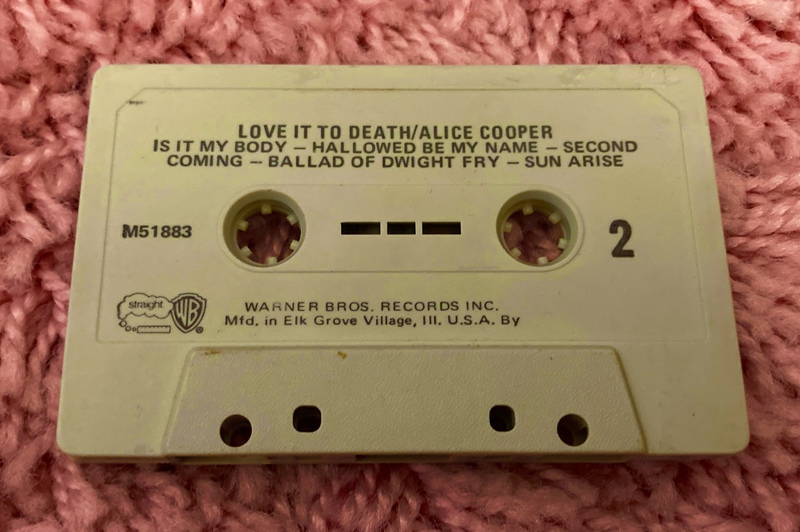 LOVE IT TO DEATH/ALICE COOPER
IS IT MY BODY – HALLOWED BE MY NAME – SECOND
COMING – BALLAD OF DWIGHT FRY – SUN ARISE
M51883
2
straight
WB
®
WARNER BROS. RECORDS INC.
Mfd. in Elk Grove Village, Ill. U.S.A. By